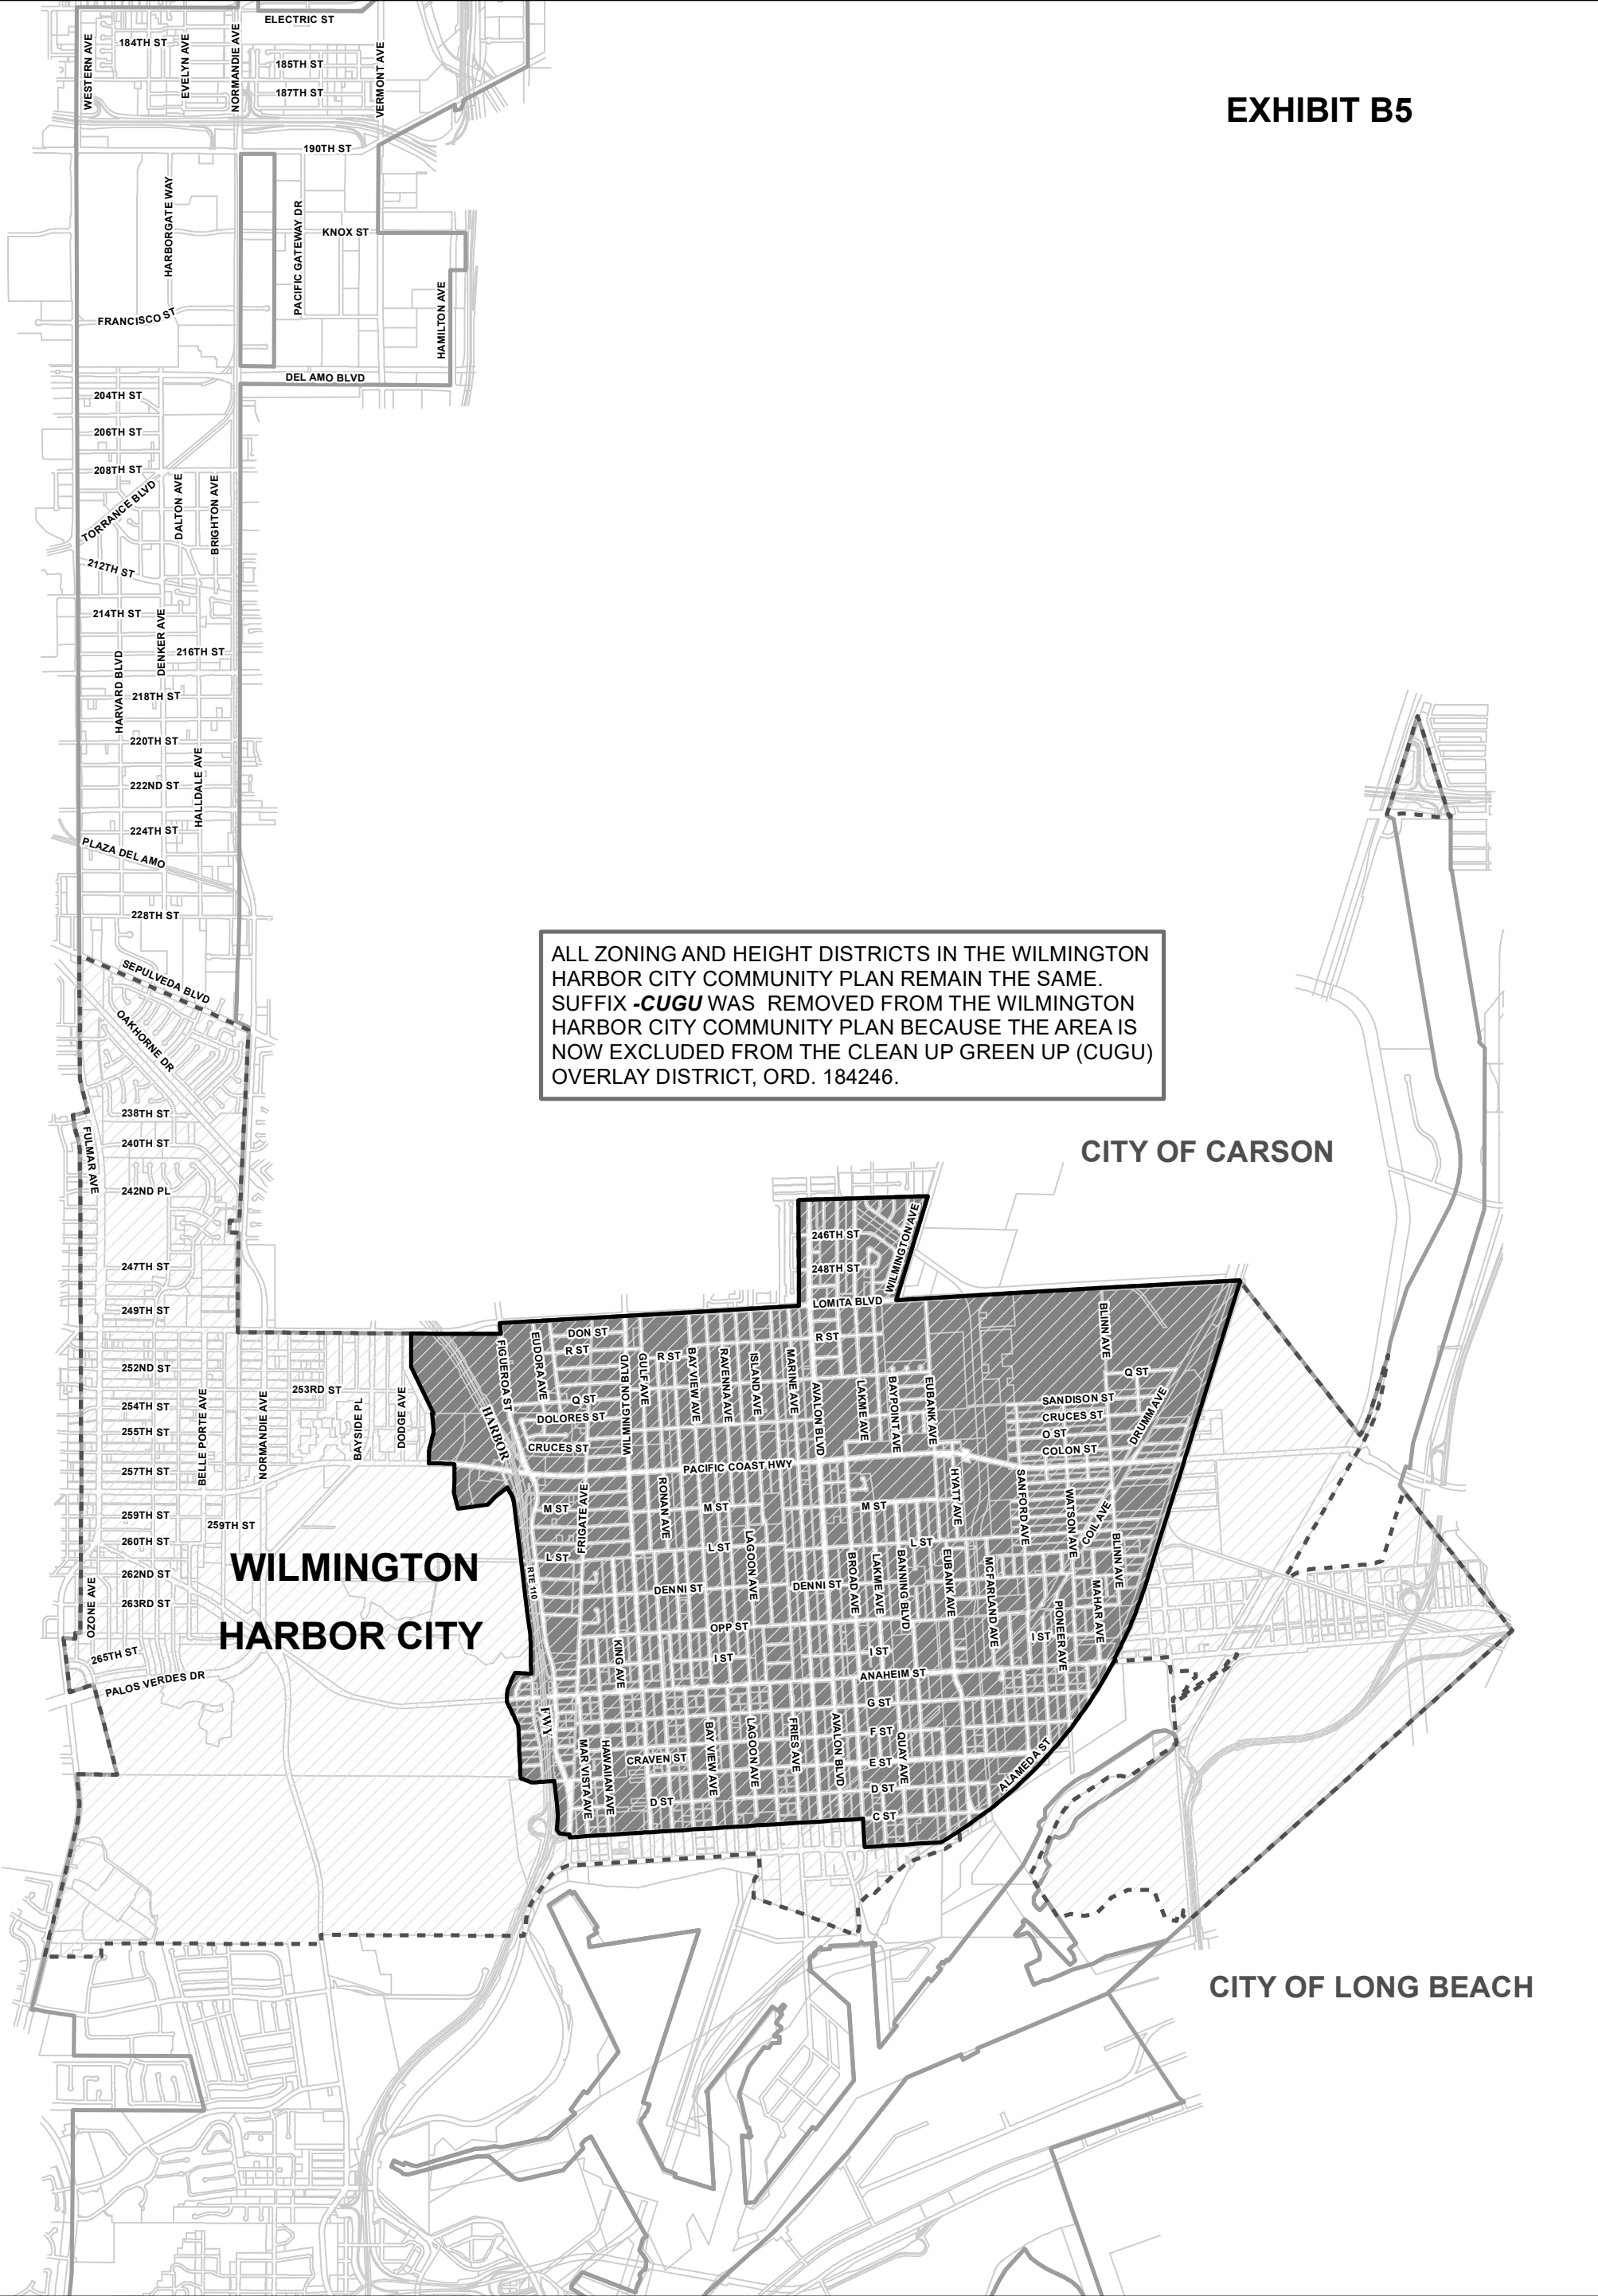 ELECTRIC ST
184TH ST
185TH ST
187TH ST
WESTERN AVE
EVELYN AVE
NORMANDIE AVE
VERMONT AVE
EXHIBIT B5
190TH ST
HARBORGATE WAY
PACIFIC GATEWAY DR
KNOX ST
HAMILTON AVE
FRANCISCO ST
DEL AMO BLVD
204TH ST
206TH ST
208TH ST
TORRANCE BLVD
DALTON AVE
BRIGHTON AVE
212TH ST
214TH ST
DENKER AVE
216TH ST
HARVARD BLVD
218TH ST
220TH ST
HALLDALE AVE
222ND ST
224TH ST
PLAZA DEL AMO
228TH ST
SEPULVEDA BLVD
OAKHORNE DR
ALL ZONING AND HEIGHT DISTRICTS IN THE WILMINGTON
HARBOR CITY COMMUNITY PLAN REMAIN THE SAME.
SUFFIX -CUGU WAS REMOVED FROM THE WILMINGTON
HARBOR CITY COMMUNITY PLAN BECAUSE THE AREA IS
NOW EXCLUDED FROM THE CLEAN UP GREEN UP (CUGU)
OVERLAY DISTRICT, ORD. 184246.
238TH ST
FULMAR AVE
240TH ST
242ND PL
CITY OF CARSON
246TH ST
248TH ST
WILMINGTON AVE
247TH ST
249TH ST
LOMITA BLVD
BLINN AVE
DON ST
R ST
R ST
R ST
FIGUEROA ST
EUDORA AVE
WILMINGTON BLVD
GULF AVE
BAY VIEW AVE
RAVENNA AVE
ISLAND AVE
MARINE AVE
AVALON BLVD
LAKME AVE
BAYPOINT AVE
EUBANK AVE
252ND ST
253RD ST
254TH ST
255TH ST
257TH ST
BELLE PORTE AVE
NORMANDIE AVE
BAYSIDE PL
DODGE AVE
HARBOR
Q ST
Q ST
DOLORES ST
CRUCES ST
SANDISON ST
CRUCES ST
O ST
COLON ST
DRUMM AVE
PACIFIC COAST HWY
259TH ST
259TH ST
260TH ST
262ND ST
263RD ST
OZONE AVE
265TH ST
PALOS VERDES DR
WILMINGTON
HARBOR CITY
M ST
M ST
M ST
FRIGATE AVE
RONAN AVE
HYATT AVE
SANFORD AVE
WATSON AVE
COIL AVE
BLINN AVE
L ST
L ST
L ST
RTE 110
LAGOON AVE
DENNI ST
DENNI ST
BROAD AVE
LAKME AVE
BANNING BLVD
EUBANK AVE
MCFARLAND AVE
PIONEER AVE
MAHAR AVE
OPP ST
I ST
I ST
I ST
KING AVE
ANAHEIM ST
G ST
FWY
F ST
E ST
CRAVEN ST
MAR VISTA AVE
HAWAIIAN AVE
BAY VIEW AVE
LAGOON AVE
FRIES AVE
AVALON BLVD
QUAY AVE
ALAMEDA ST
D ST
D ST
C ST
CITY OF LONG BEACH